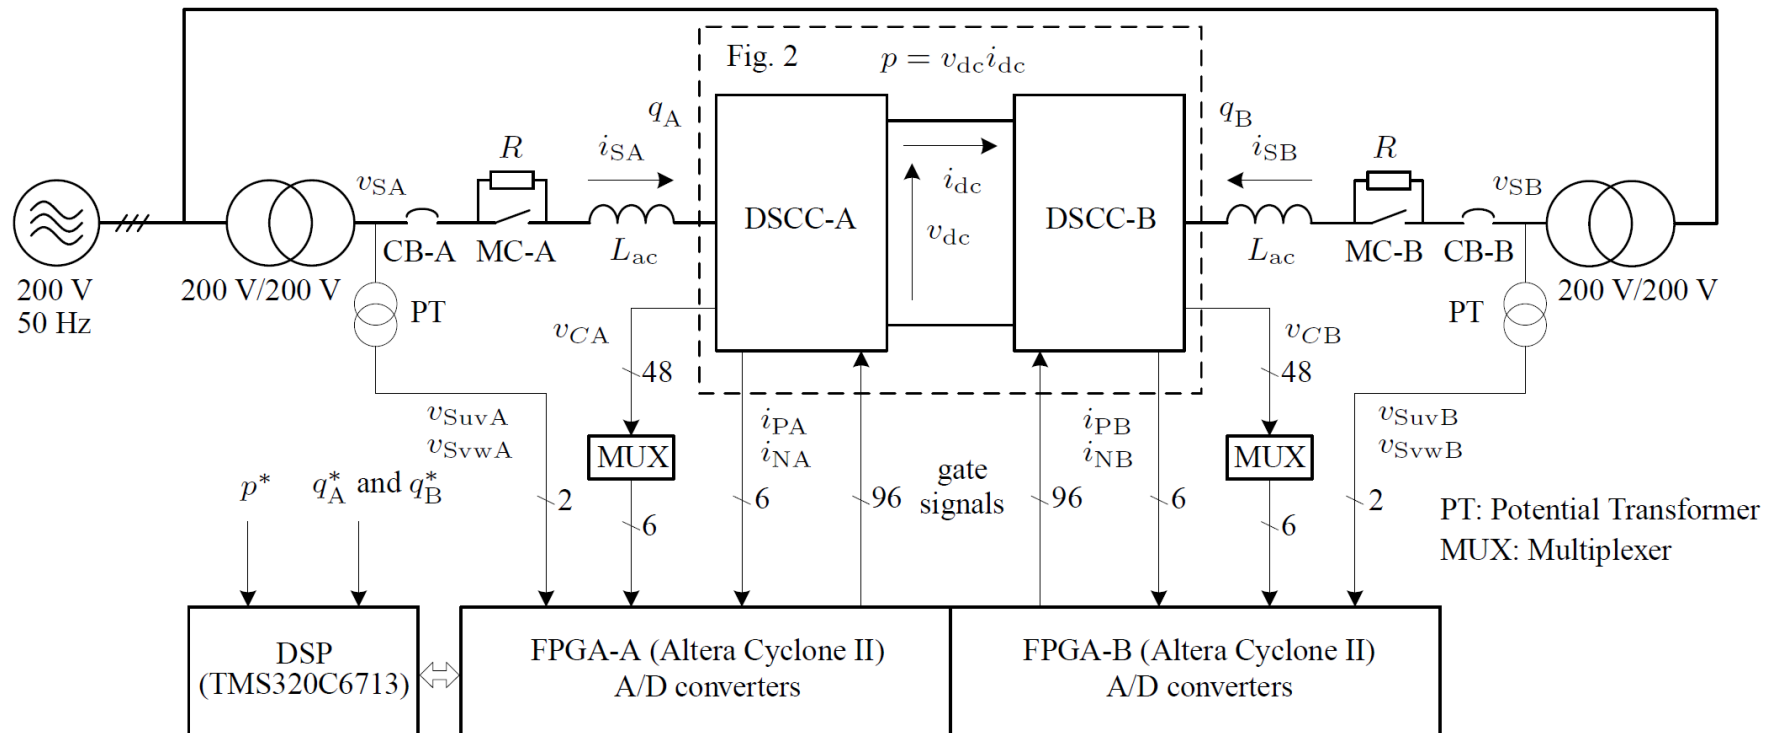 Fig. 2
p = v_dc i_dc
q_A
q_B
i_SA
i_SB
R
R
v_SA
v_SB
i_dc
DSCC-A
DSCC-B
v_dc
CB-A
MC-A
L_ac
L_ac
MC-B
CB-B
200 V
50 Hz
200 V/200 V
200 V/200 V
PT
PT
v_CA
v_CB
48
48
v_SuvA
v_SvwA
i_PA
i_NA
i_PB
i_NB
v_SuvB
v_SvwB
MUX
MUX
p*
q*_A and q*_B
gate
signals
2
6
6
96
96
6
6
2
PT: Potential Transformer
MUX: Multiplexer
DSP
(TMS320C6713)
FPGA-A (Altera Cyclone II)
A/D converters
FPGA-B (Altera Cyclone II)
A/D converters